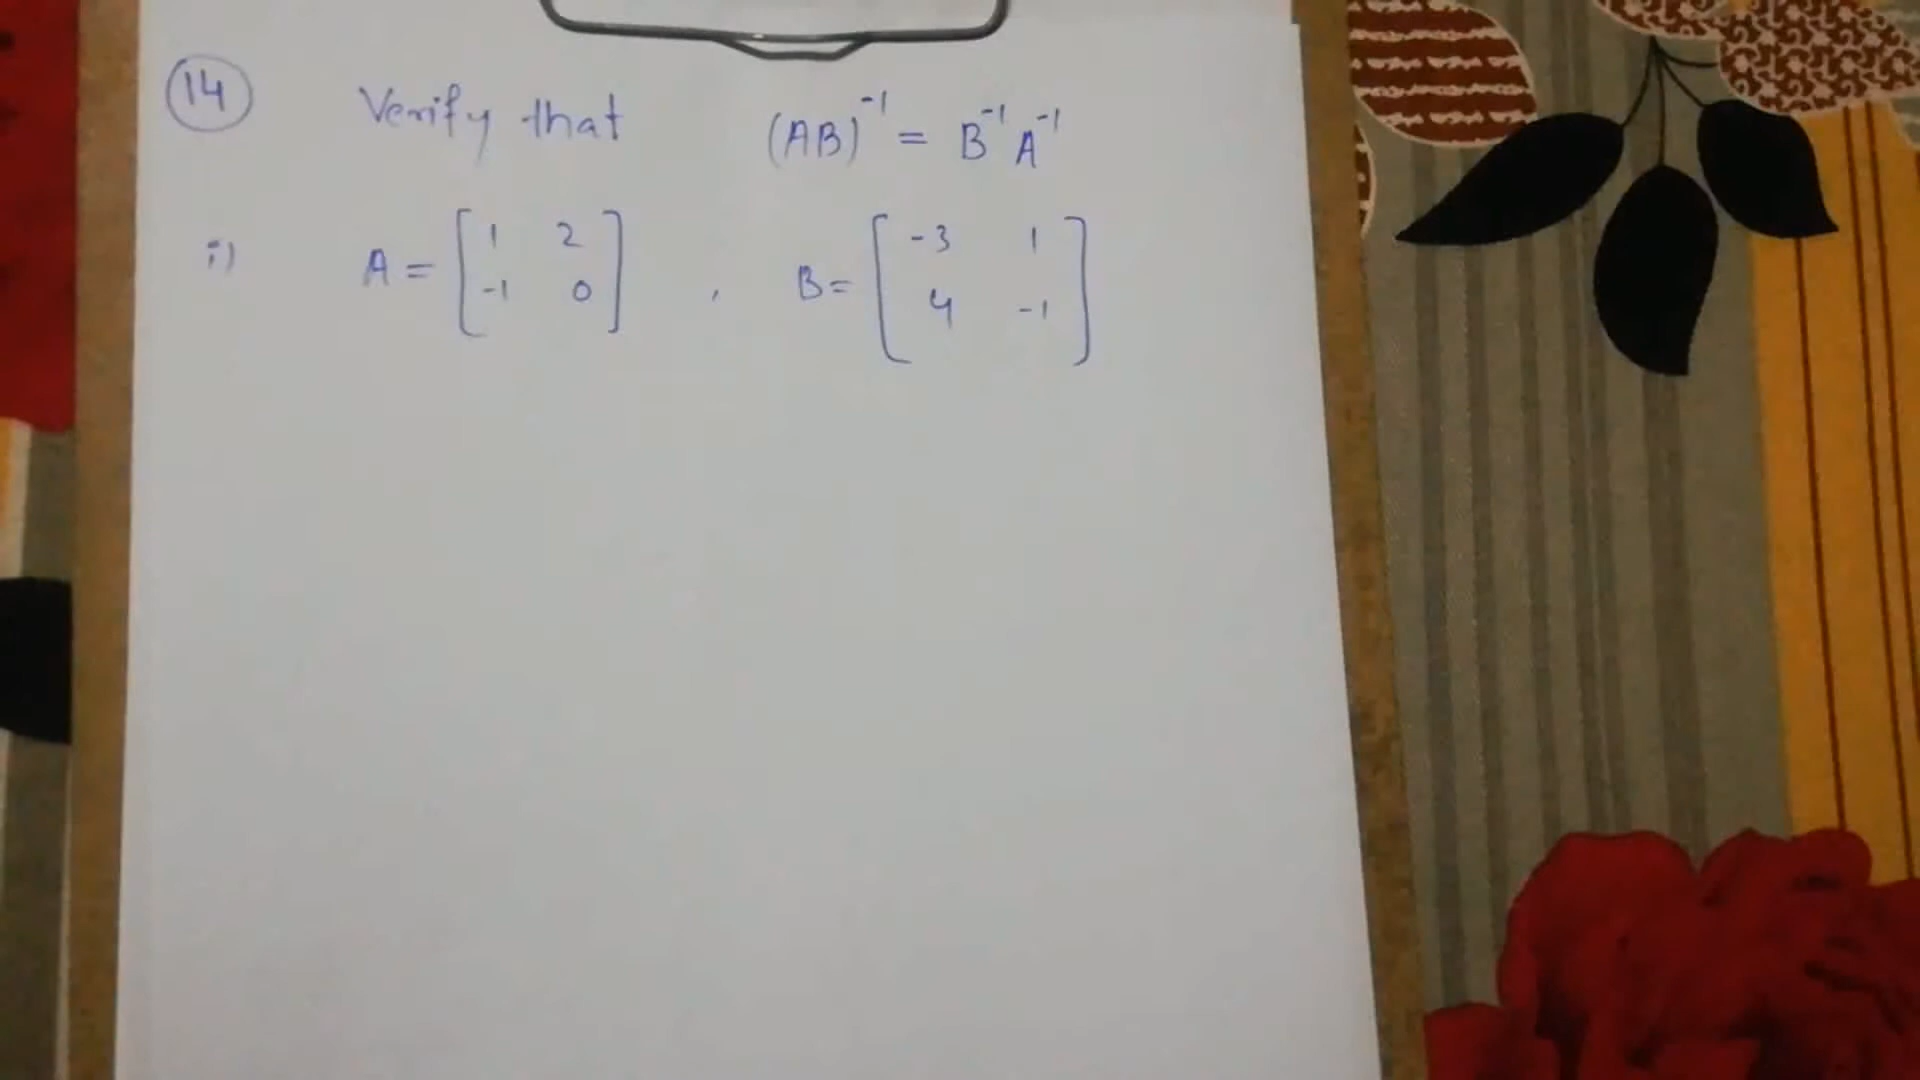 14 Verify that (AB)⁻¹ = B⁻¹ A⁻¹
i) A = [1 2 , B = [-3 1
-1 0] 4 -1]